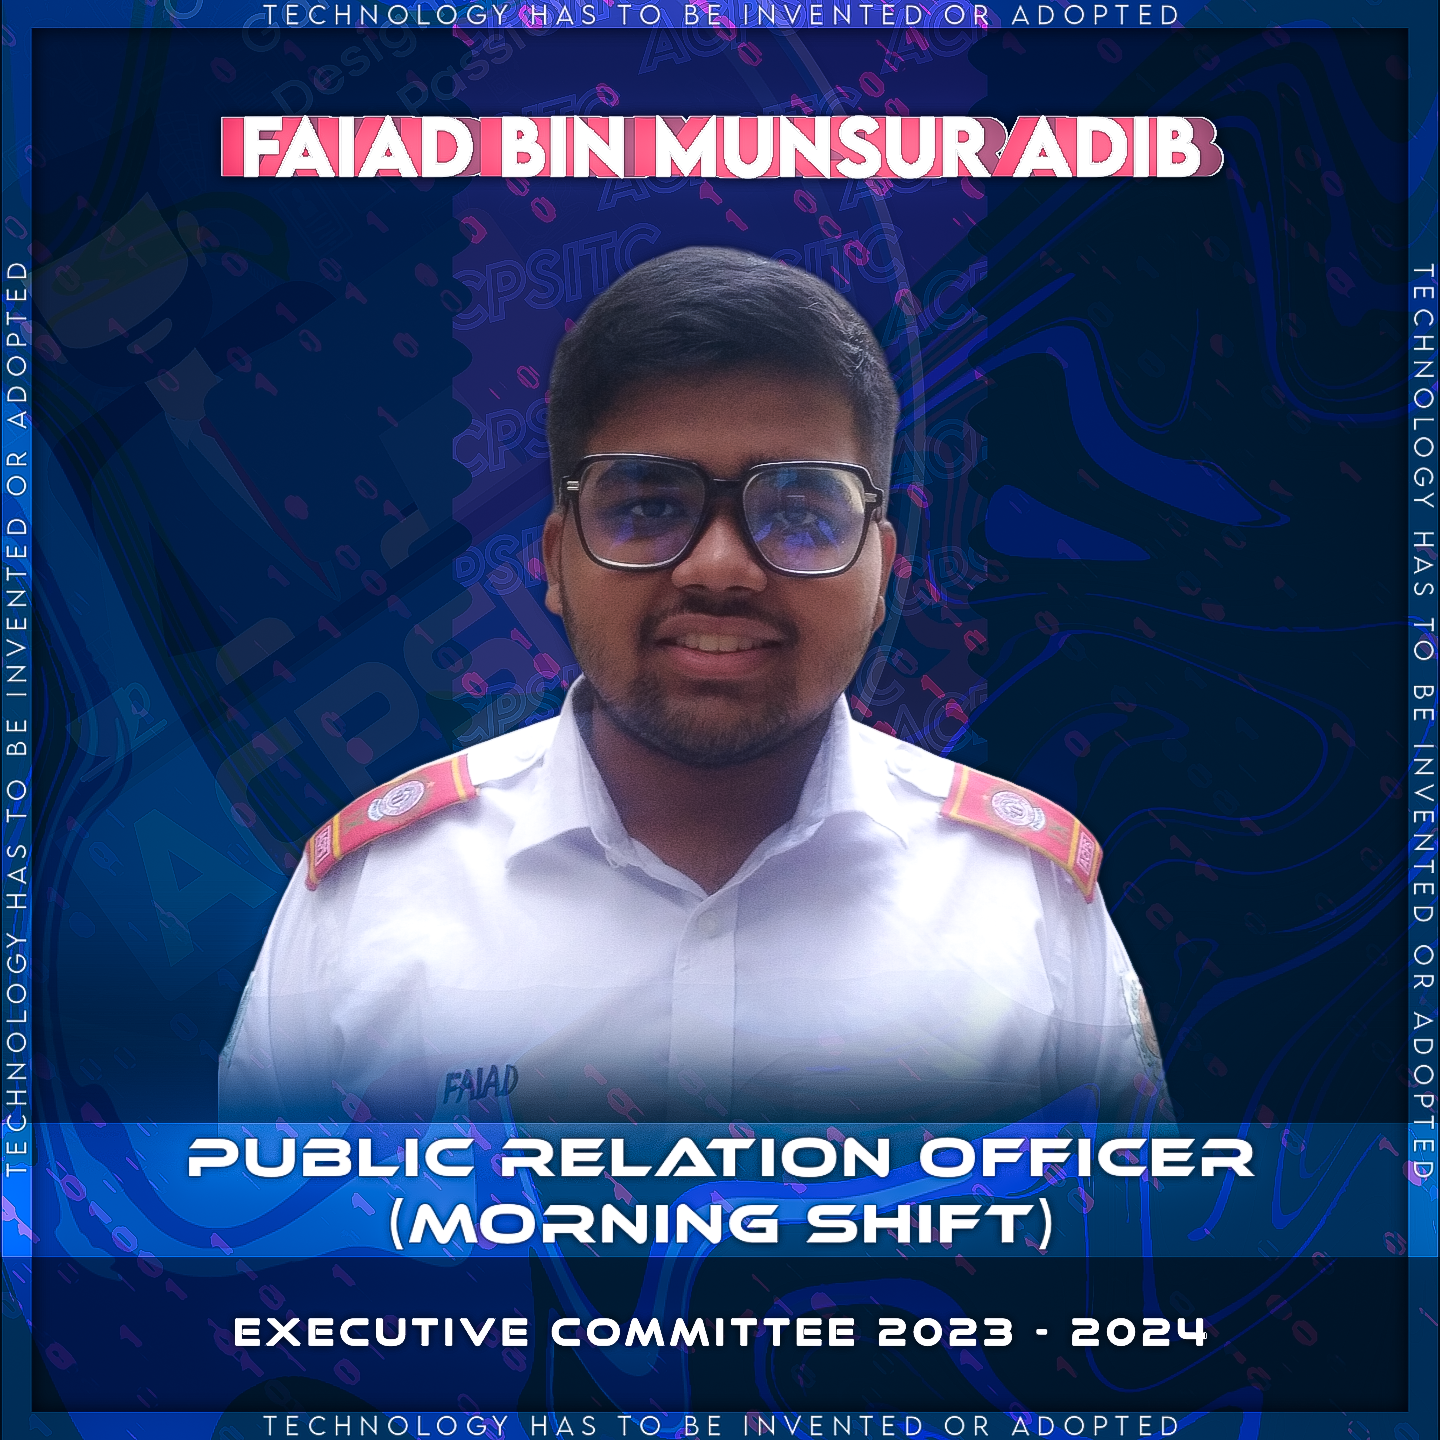 TECHNOLOGY HAS TO BE INVENTED OR ADOPTED
FAIAD BIN MUNSUR ADIB
TECHNOLOGY HAS TO BE INVENTED OR ADOPTED
TECHNOLOGY HAS TO BE INVENTED OR ADOPTED
FAIAD
PUBLIC RELATION OFFICER
(MORNING SHIFT)
EXECUTIVE COMMITTEE 2023 - 2024
TECHNOLOGY HAS TO BE INVENTED OR ADOPTED